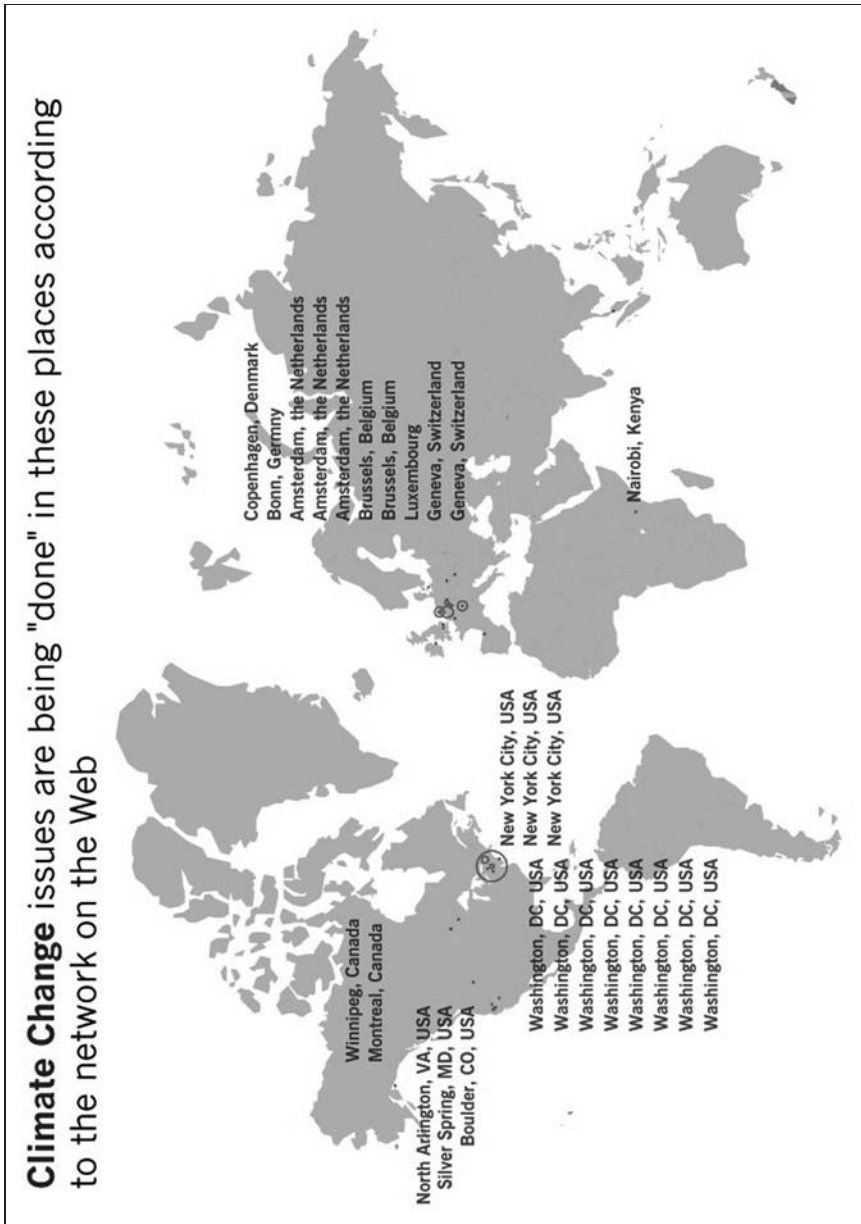 Climate Change issues are being "done" in these places according
to the network on the Web
Winnipeg, Canada
Montreal, Canada
North Arlington, VA, USA
Silver Spring, MD, USA
Boulder, CO, USA
New York City, USA
New York City, USA
New York City, USA
Washington, DC, USA
Washington, DC, USA
Washington, DC, USA
Washington, DC, USA
Washington, DC, USA
Washington, DC, USA
Washington, DC, USA
Washington, DC, USA
Copenhagen, Denmark
Bonn, Germny
Amsterdam, the Netherlands
Amsterdam, the Netherlands
Amsterdam, the Netherlands
Brussels, Belgium
Brussels, Belgium
Luxembourg
Geneva, Switzerland
Geneva, Switzerland
Nairobi, Kenya